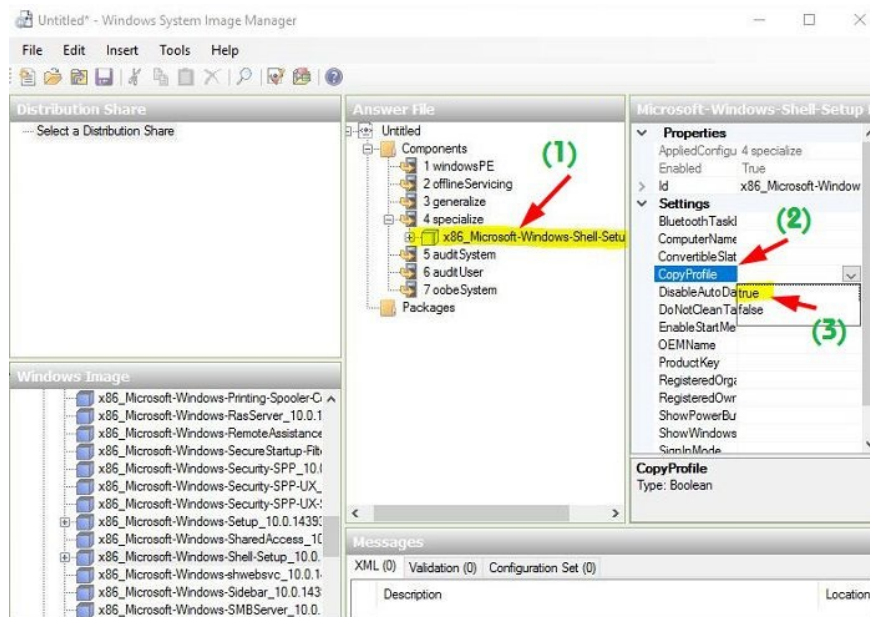 Untitled* - Windows System Image Manager
File Edit Insert Tools Help
Distribution Share
Select a Distribution Share
Windows Image
x86_Microsoft-Windows-Printing-Spooler-C
x86_Microsoft-Windows-RasServer_10.0.1
x86_Microsoft-Windows-RemoteAssistance
x86_Microsoft-Windows-SecureStartup-Filt
x86_Microsoft-Windows-Security-SPP_10.
x86_Microsoft-Windows-Security-SPP-UX_
x86_Microsoft-Windows-Security-SPP-UX-
x86_Microsoft-Windows-Setup_10.0.14393
x86_Microsoft-Windows-SharedAccess_10
x86_Microsoft-Windows-Shell-Setup_10.0.
x86_Microsoft-Windows-shwebsvc_10.0.1
x86_Microsoft-Windows-Sidebar_10.0.143
x86_Microsoft-Windows-SMBServer_10.0.
Answer File
Untitled
Components
1 windowsPE
2 offlineServicing
3 generalize
4 specialize
x86_Microsoft-Windows-Shell-Setu
5 auditSystem
6 auditUser
7 oobeSystem
Packages
(1)
Microsoft-Windows-Shell-Setup
Properties
AppliedConfigu 4 specialize
Enabled True
Id x86_Microsoft-Window
Settings
BluetoothTaskl
ComputerName
ConvertibleSlat
CopyProfile
DisableAutoDa true
DoNotCleanTa false
EnableStartMe
OEMName
ProductKey
RegisteredOrga
RegisteredOwr
ShowPowerBu
ShowWindows
SignInMode
(2)
(3)
CopyProfile
Type: Boolean
Messages
XML (0) Validation (0) Configuration Set (0)
Description Location